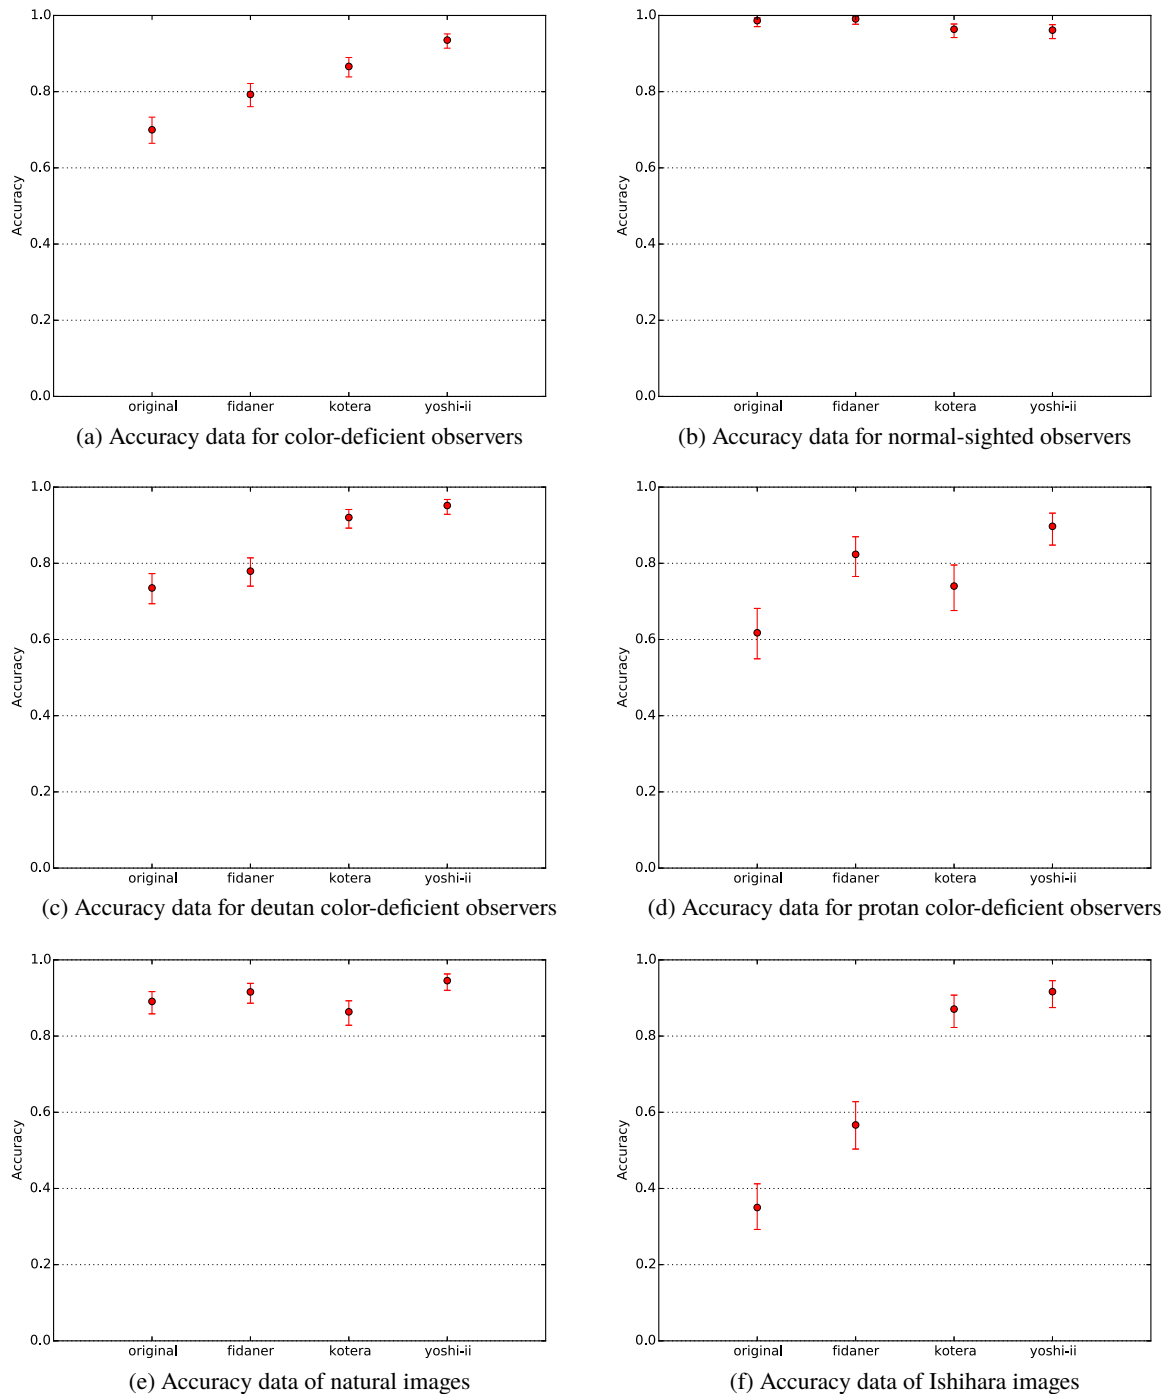 1.0
0.8
0.6
0.4
0.2
0.0
Accuracy
original fidaner kotera yoshi-ii
(a) Accuracy data for color-deficient observers
1.0
0.8
0.6
0.4
0.2
0.0
Accuracy
original fidaner kotera yoshi-ii
(b) Accuracy data for normal-sighted observers
1.0
0.8
0.6
0.4
0.2
0.0
Accuracy
original fidaner kotera yoshi-ii
(c) Accuracy data for deutan color-deficient observers
1.0
0.8
0.6
0.4
0.2
0.0
Accuracy
original fidaner kotera yoshi-ii
(d) Accuracy data for protan color-deficient observers
1.0
0.8
0.6
0.4
0.2
0.0
Accuracy
original fidaner kotera yoshi-ii
(e) Accuracy data of natural images
1.0
0.8
0.6
0.4
0.2
0.0
Accuracy
original fidaner kotera yoshi-ii
(f) Accuracy data of Ishihara images